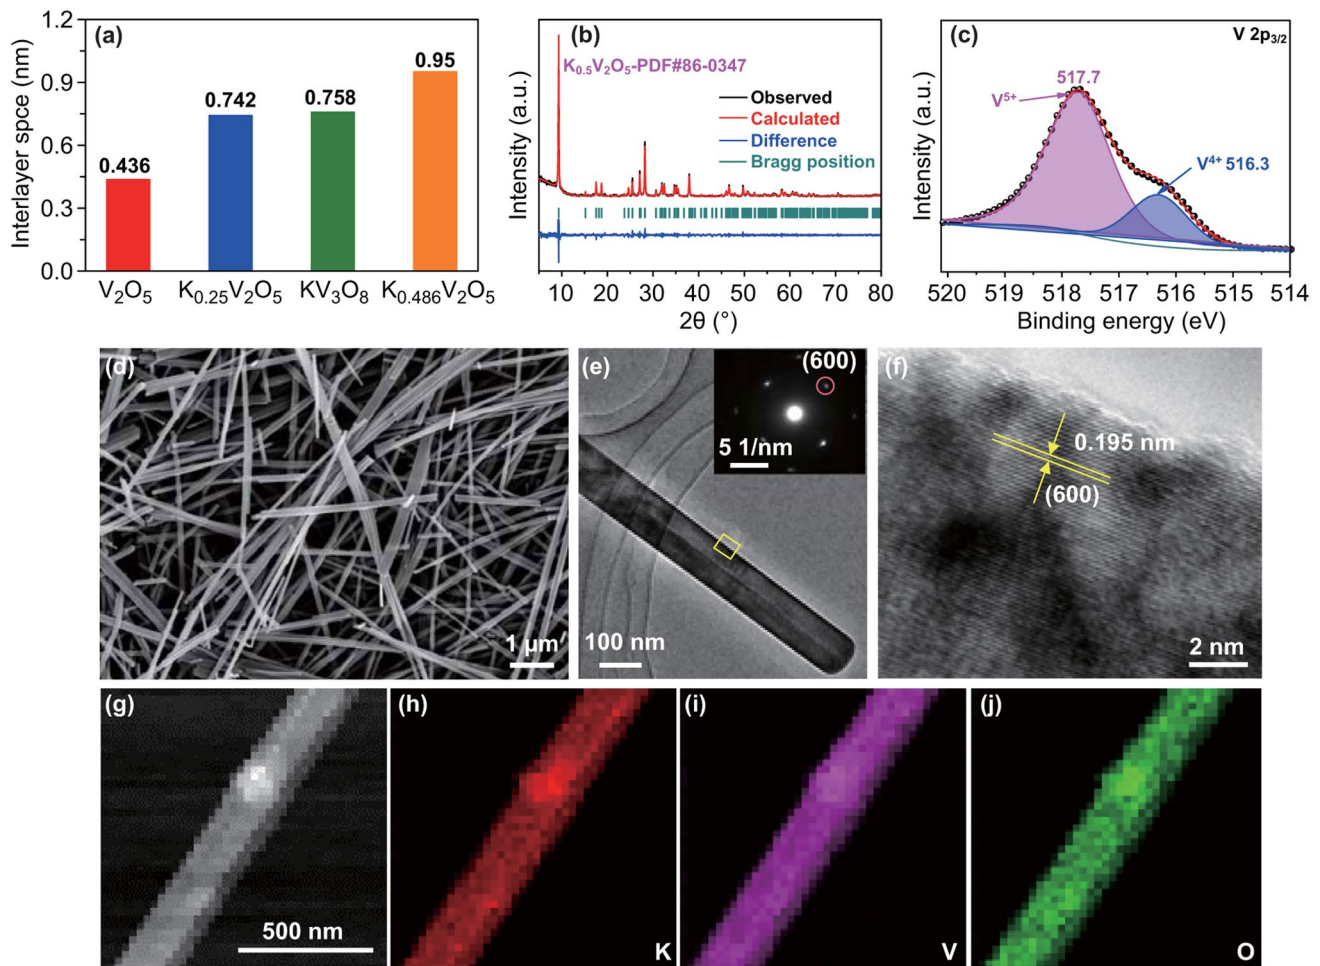 (a)
1.2
0.9
0.6
0.3
0.0
Interlayer spce (nm)
0.436
0.742
0.758
0.95
V₂O₅
K₀.₂₅V₂O₅
KV₃O₈
K₀.₄₈₆V₂O₅
(b)
K₀.₅V₂O₅-PDF#86-0347
Observed
Calculated
Difference
Bragg position
Intensity (a.u.)
10 20 30 40 50 60 70 80
2θ (°)
(c)
V 2p₃/₂
517.7
V⁵⁺
V⁴⁺ 516.3
Intensity (a.u.)
520 519 518 517 516 515 514
Binding energy (eV)
(d)
1 μm
(e)
(600)
5 1/nm
100 nm
(f)
0.195 nm
(600)
2 nm
(g)
500 nm
(h)
K
(i)
V
(j)
O